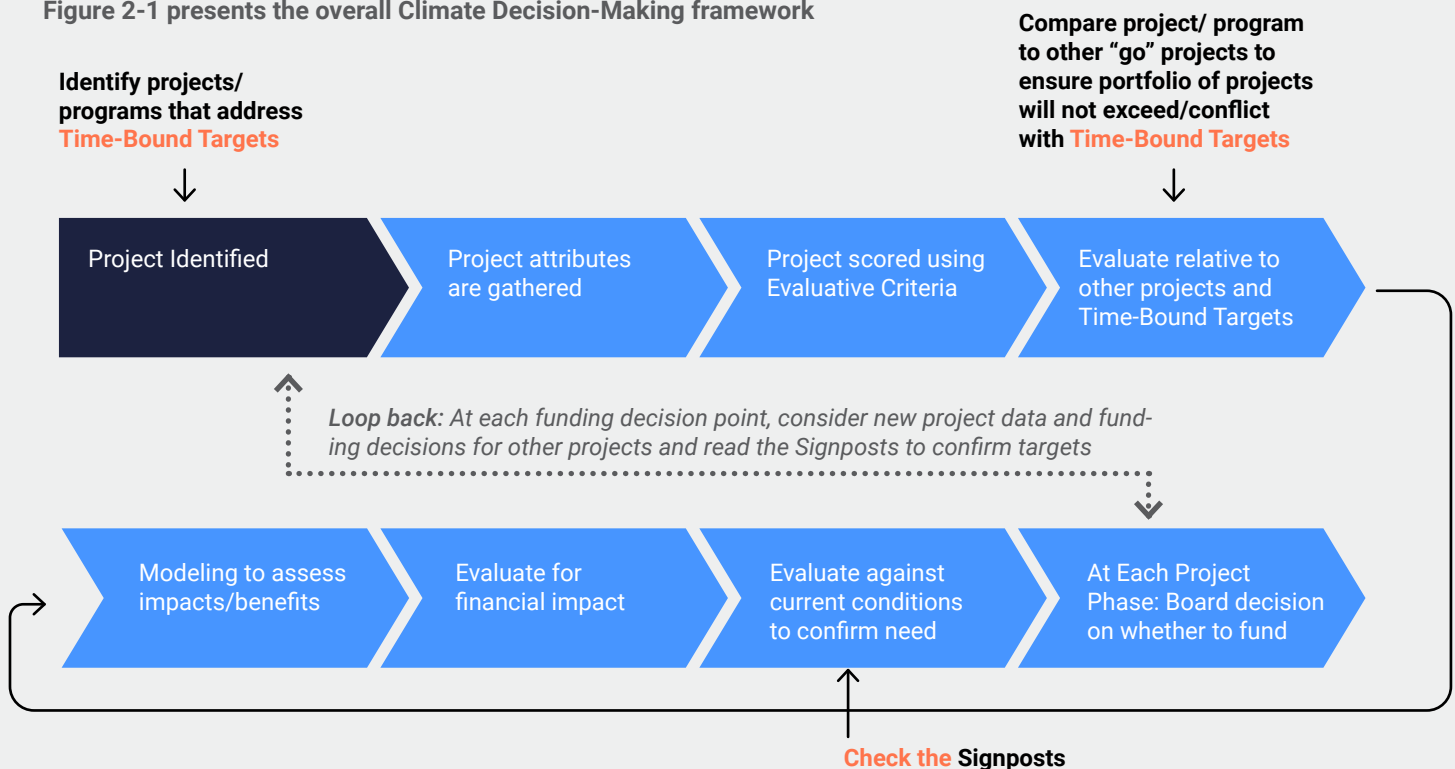 Figure 2-1 presents the overall Climate Decision-Making framework
Identify projects/
programs that address
Time-Bound Targets
Compare project/ program
to other “go” projects to
ensure portfolio of projects
will not exceed/conflict
with Time-Bound Targets
Project Identified
Project attributes
are gathered
Project scored using
Evaluative Criteria
Evaluate relative to
other projects and
Time-Bound Targets
Loop back: At each funding decision point, consider new project data and fund-
ing decisions for other projects and read the Signposts to confirm targets
Modeling to assess
impacts/benefits
Evaluate for
financial impact
Evaluate against
current conditions
to confirm need
At Each Project
Phase: Board decision
on whether to fund
Check the Signposts